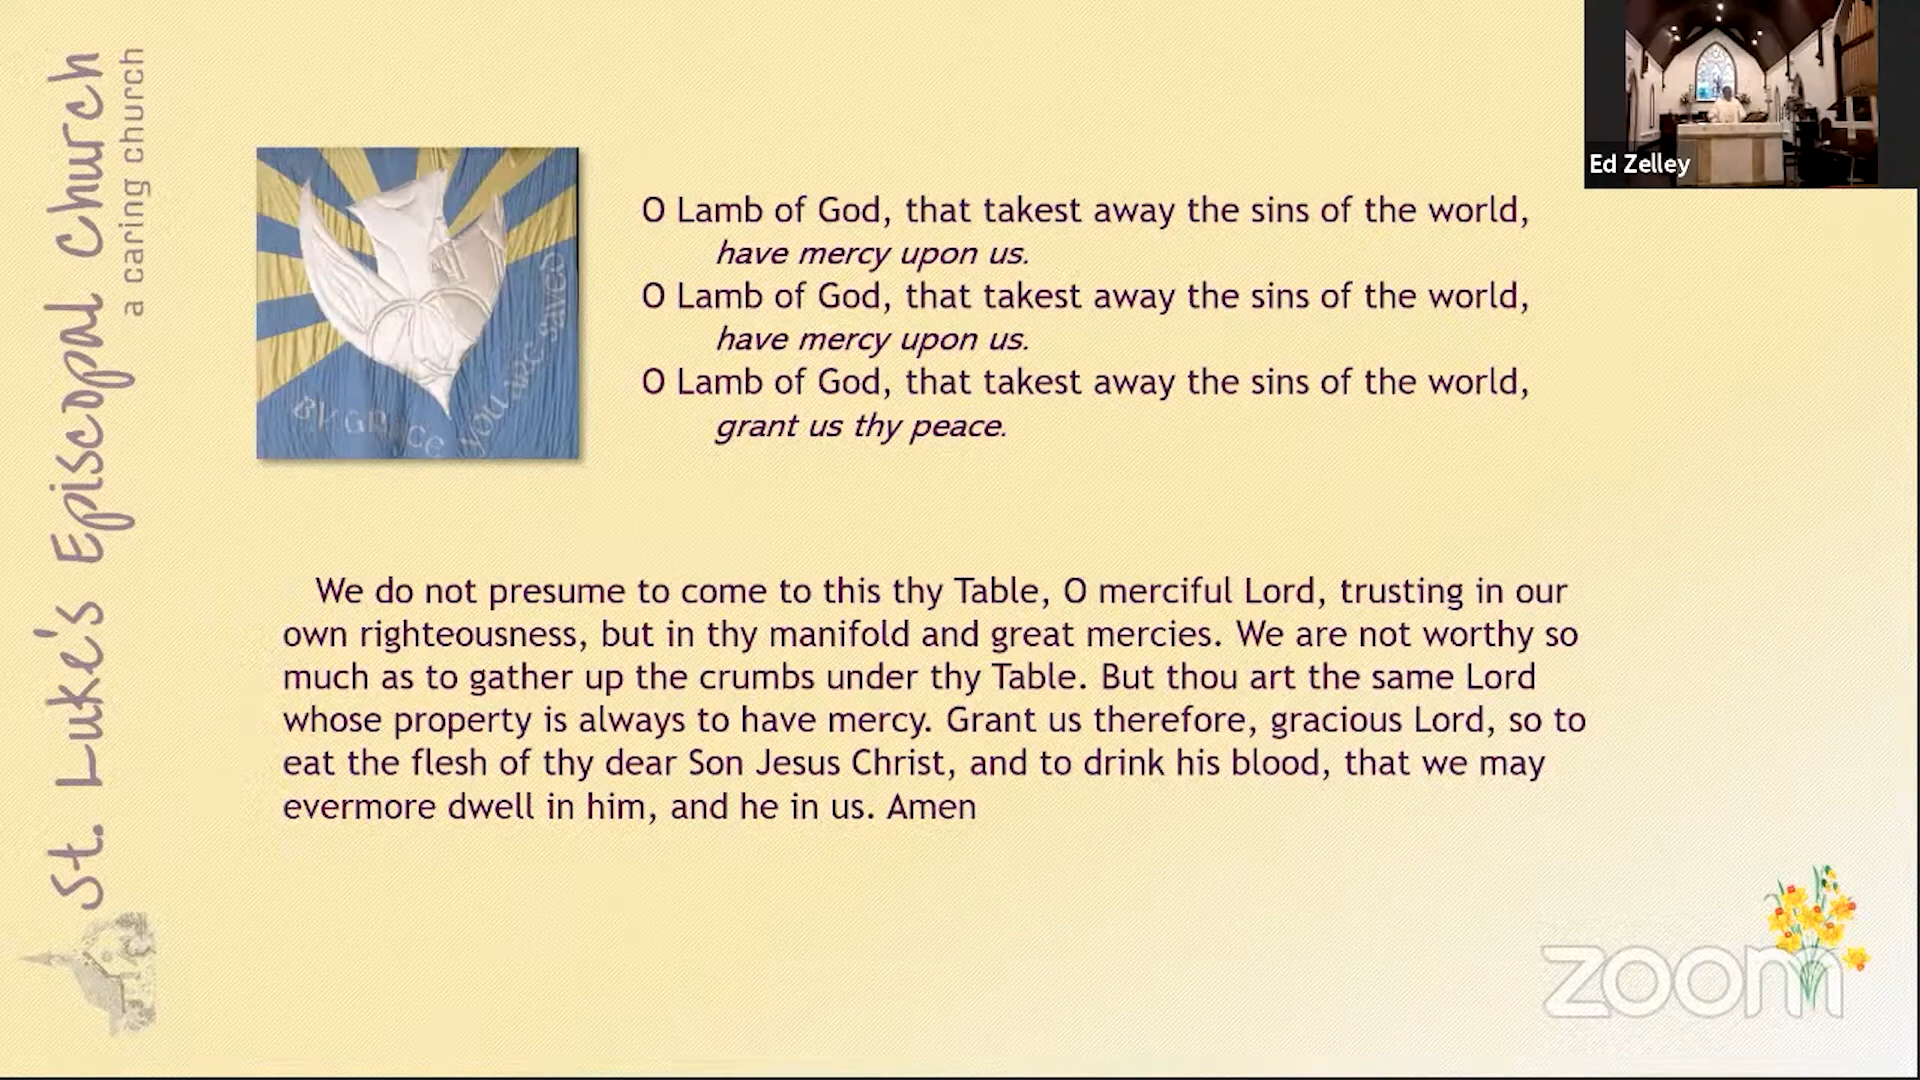 St. Luke's Episcopal Church
a caring church
BY GRACE you are saved
Ed Zelley
O Lamb of God, that takest away the sins of the world,
have mercy upon us.
O Lamb of God, that takest away the sins of the world,
have mercy upon us.
O Lamb of God, that takest away the sins of the world,
grant us thy peace.
We do not presume to come to this thy Table, O merciful Lord, trusting in our
own righteousness, but in thy manifold and great mercies. We are not worthy so
much as to gather up the crumbs under thy Table. But thou art the same Lord
whose property is always to have mercy. Grant us therefore, gracious Lord, so to
eat the flesh of thy dear Son Jesus Christ, and to drink his blood, that we may
evermore dwell in him, and he in us. Amen
zoom